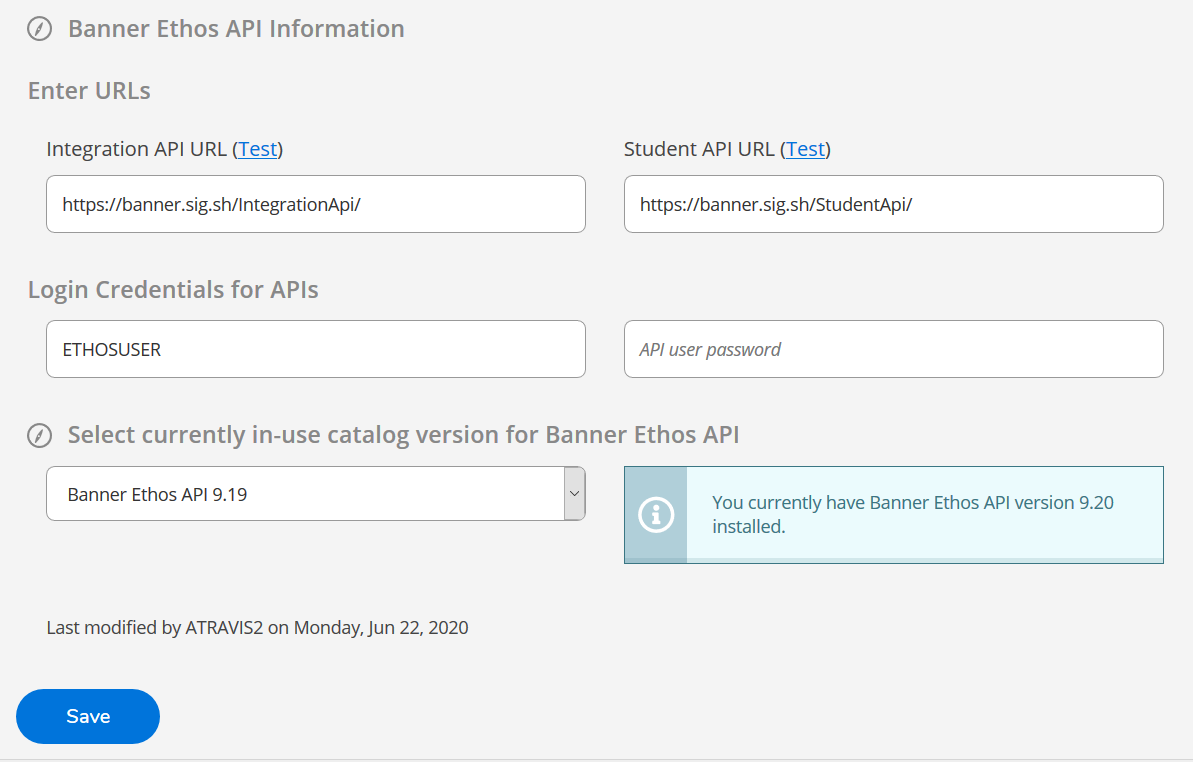 Banner Ethos API Information
Enter URLs
Integration API URL (Test)
Student API URL (Test)
https://banner.sig.sh/IntegrationApi/
https://banner.sig.sh/StudentApi/
Login Credentials for APIs
ETHOSUSER
API user password
Select currently in-use catalog version for Banner Ethos API
Banner Ethos API 9.19
You currently have Banner Ethos API version 9.20
installed.
Last modified by ATRAVIS2 on Monday, Jun 22, 2020
Save